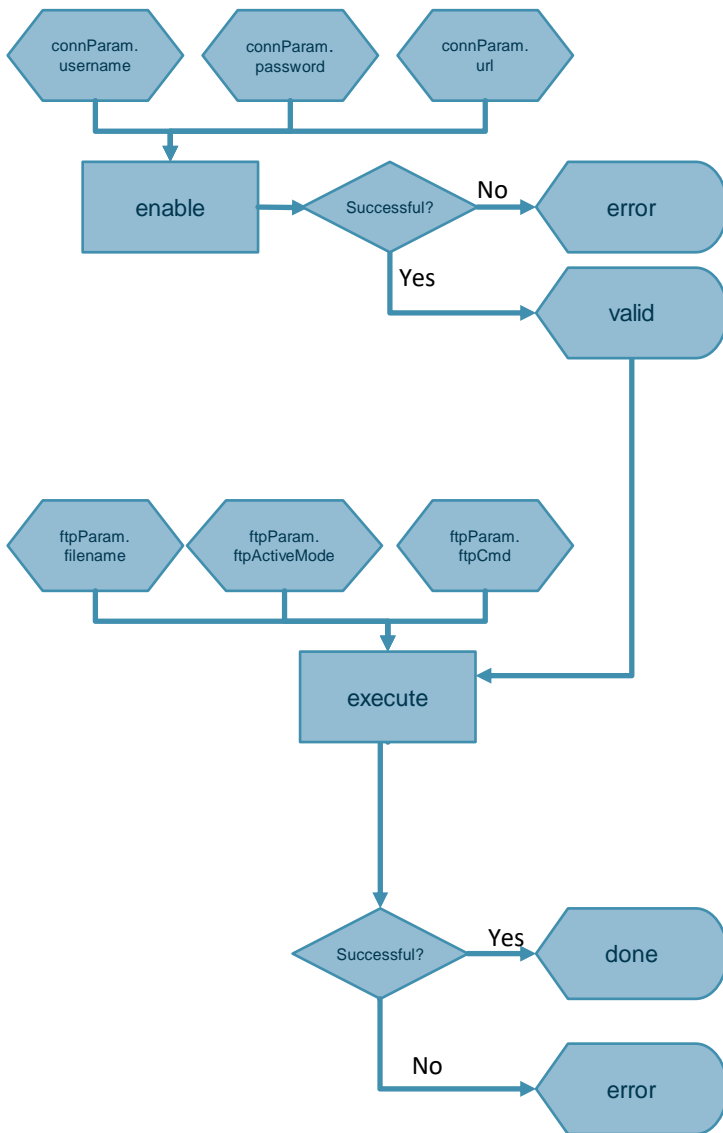 connParam.
username
connParam.
password
connParam.
url
enable
Successful?
No
error
Yes
valid
ftpParam.
filename
ftpParam.
ftpActiveMode
ftpParam.
ftpCmd
execute
Successful?
Yes
done
No
error